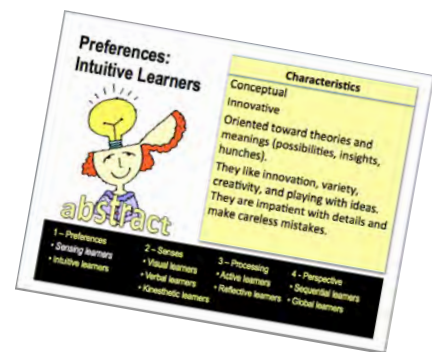 Preferences:
Intuitive Learners
abstract
Characteristics
Conceptual
Innovative
Oriented toward theories and
meanings (possibilities, insights,
hunches).
They like innovation, variety,
creativity, and playing with ideas.
They are impatient with details and
make careless mistakes.
1 – Preferences
• Sensing learners
• Intuitive learners
2 – Senses
• Visual learners
• Verbal learners
• Kinesthetic learners
3 – Processing
• Active learners
• Reflective learners
4 - Perspective
• Sequential learners
• Global learners